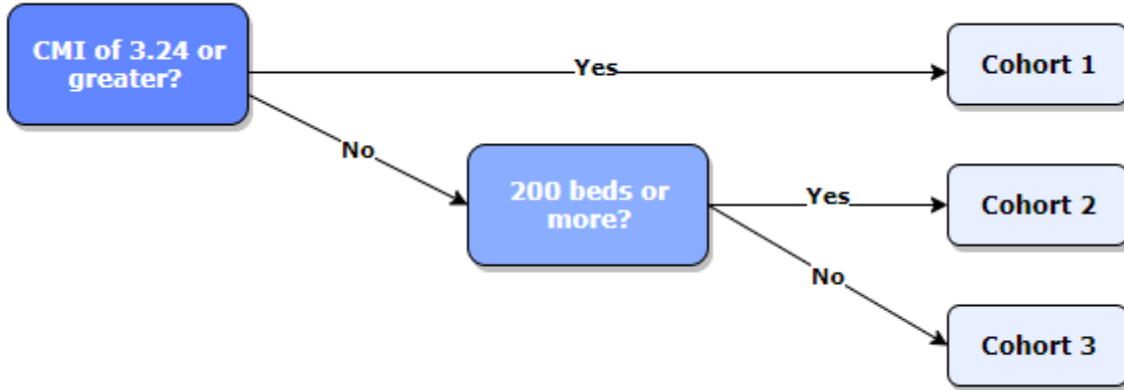 CMI of 3.24 or
greater?
Yes
Cohort 1
No
200 beds or
more?
Yes
Cohort 2
No
Cohort 3